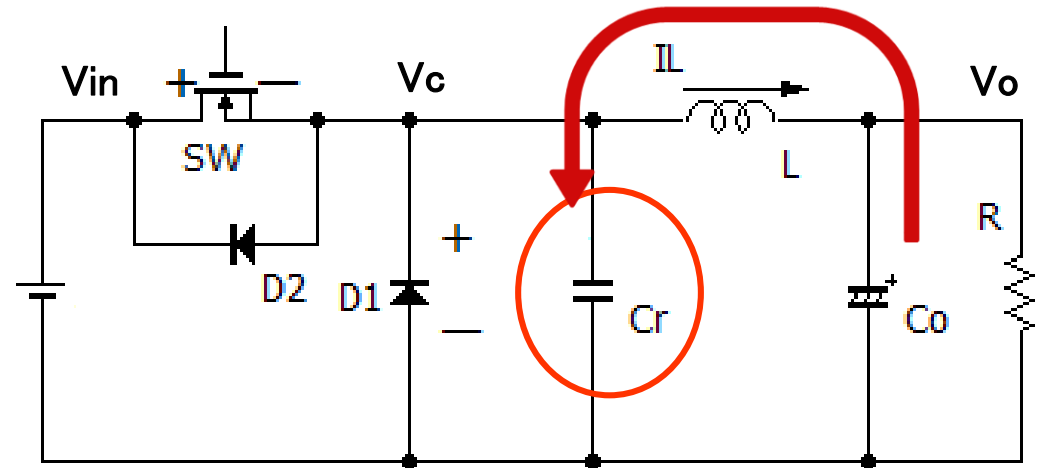 Vin
+
—
Vc
IL
Vo
SW
L
R
D2
D1
+
—
Cr
+
Co